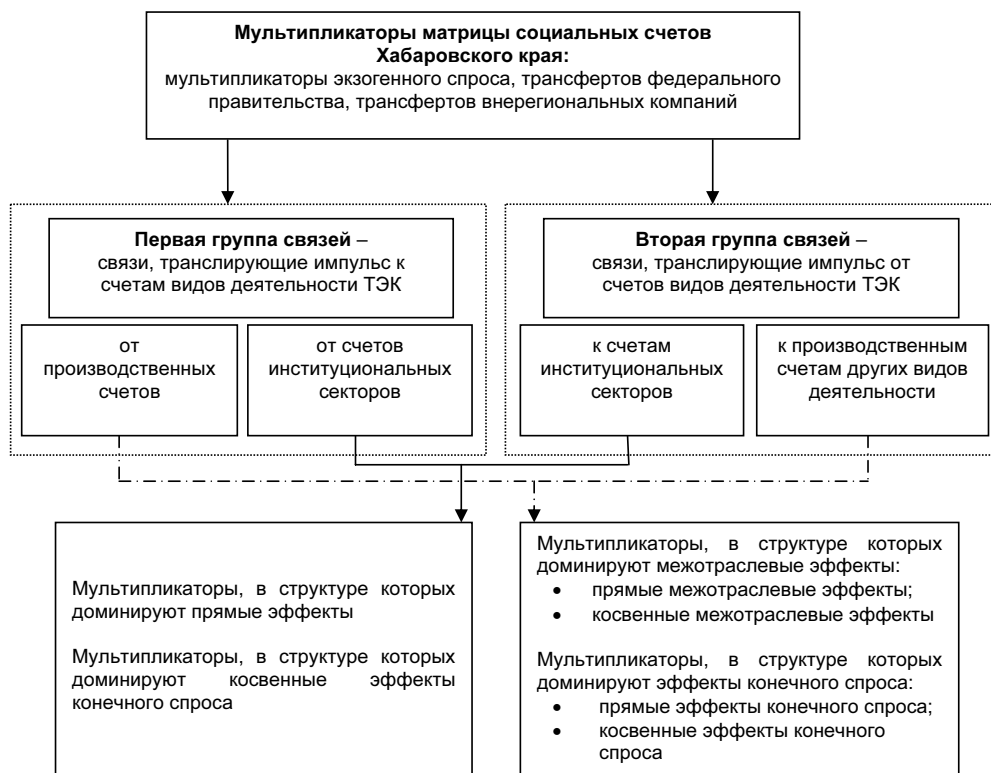 Мультипликаторы матрицы социальных счетов
Хабаровского края:
мультипликаторы экзогенного спроса, трансфертов федерального
правительства, трансфертов внерегиональных компаний
Первая группа связей –
связи, транслирующие импульс к
счетам видов деятельности ТЭК
Вторая группа связей –
связи, транслирующие импульс от
счетов видов деятельности ТЭК
от
производственных
счетов
от счетов
институциональных
секторов
к счетам
институциональных
секторов
к производственным
счетам других видов
деятельности
Мультипликаторы, в структуре которых
доминируют прямые эффекты
Мультипликаторы, в структуре которых
доминируют косвенные эффекты
конечного спроса
Мультипликаторы, в структуре которых
доминируют межотраслевые эффекты:
• прямые межотраслевые эффекты;
• косвенные межотраслевые эффекты
Мультипликаторы, в структуре которых
доминируют эффекты конечного спроса:
• прямые эффекты конечного спроса;
• косвенные эффекты конечного
спроса